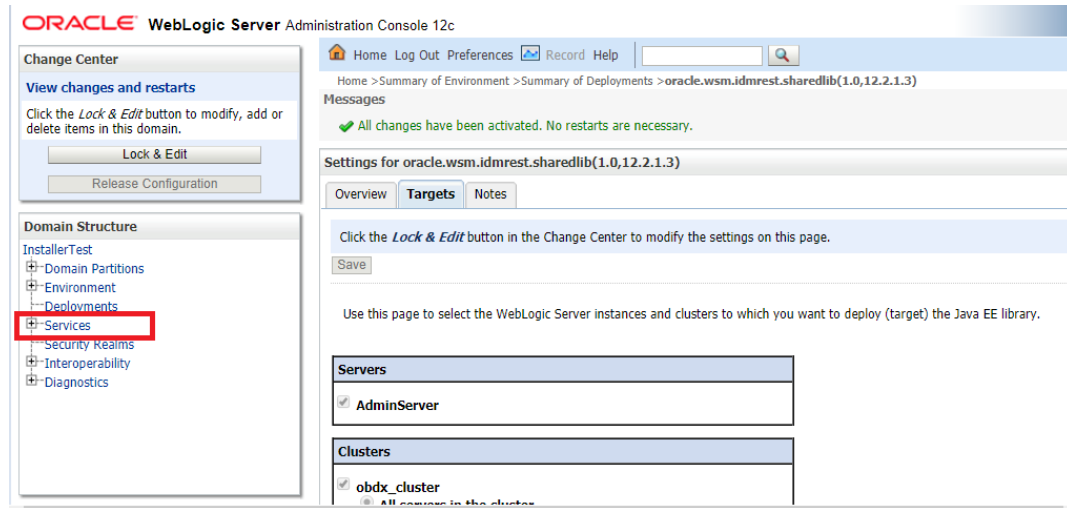 ORACLE WebLogic Server Administration Console 12c
Change Center
View changes and restarts
Click the Lock & Edit button to modify, add or
delete items in this domain.
Lock & Edit
Release Configuration
Domain Structure
InstallerTest
Domain Partitions
Environment
Deployments
Services
Security Realms
Interoperability
Diagnostics
Home Log Out Preferences Record Help
Home >Summary of Environment >Summary of Deployments >oracle.wsm.idmrest.sharedlib(1.0,12.2.1.3)
Messages
All changes have been activated. No restarts are necessary.
Settings for oracle.wsm.idmrest.sharedlib(1.0,12.2.1.3)
Overview Targets Notes
Click the Lock & Edit button in the Change Center to modify the settings on this page.
Save
Use this page to select the WebLogic Server instances and clusters to which you want to deploy (target) the Java EE library.
Servers
AdminServer
Clusters
obdx_cluster
All servers in the cluster